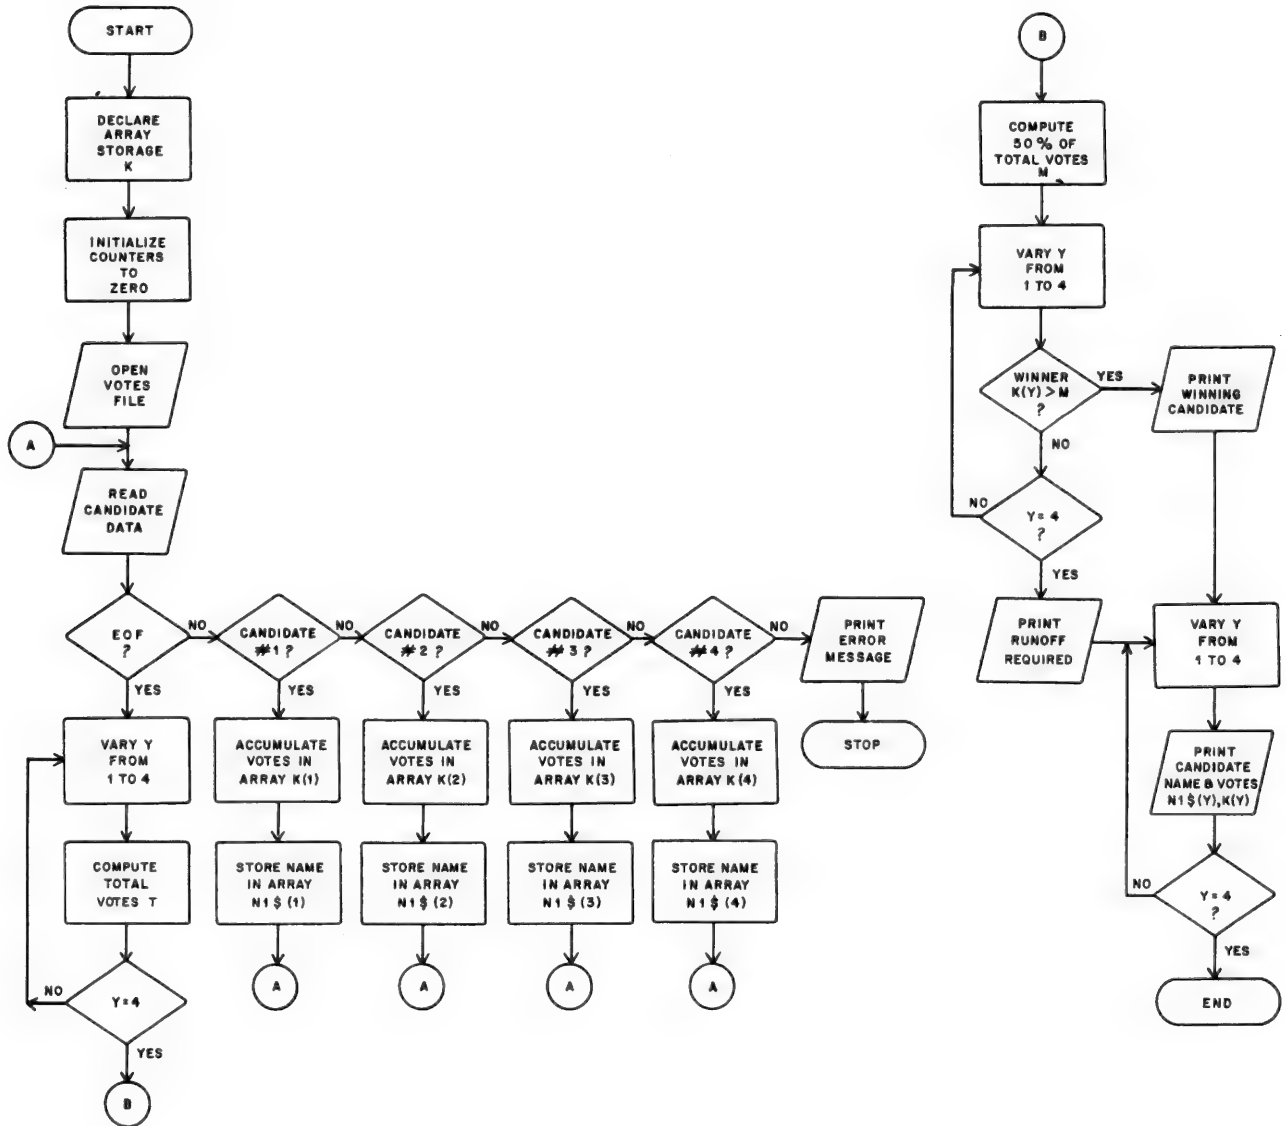 START
DECLARE
ARRAY
STORAGE
K
INITIALIZE
COUNTERS
TO
ZERO
OPEN
VOTES
FILE
A
READ
CANDIDATE
DATA
EOF
?
NO
YES
CANDIDATE
#1?
NO
YES
CANDIDATE
#2?
NO
YES
CANDIDATE
#3?
NO
YES
CANDIDATE
#4?
NO
YES
PRINT
ERROR
MESSAGE
STOP
VARY Y
FROM
1 TO 4
COMPUTE
TOTAL
VOTES T
Y=4
NO
YES
B
ACCUMULATE
VOTES IN
ARRAY K(1)
STORE NAME
IN ARRAY
N1$(1)
A
ACCUMULATE
VOTES IN
ARRAY K(2)
STORE NAME
IN ARRAY
N1$(2)
A
ACCUMULATE
VOTES IN
ARRAY K(3)
STORE NAME
IN ARRAY
N1$(3)
A
ACCUMULATE
VOTES IN
ARRAY K(4)
STORE NAME
IN ARRAY
N1$(4)
A
B
COMPUTE
50% OF
TOTAL VOTES
M
VARY Y
FROM
1 TO 4
WINNER
K(Y)>M
?
YES
NO
PRINT
WINNING
CANDIDATE
Y=4
?
NO
YES
PRINT
RUNOFF
REQUIRED
VARY Y
FROM
1 TO 4
PRINT
CANDIDATE
NAME & VOTES
N1$(Y),K(Y)
Y=4
?
NO
YES
END